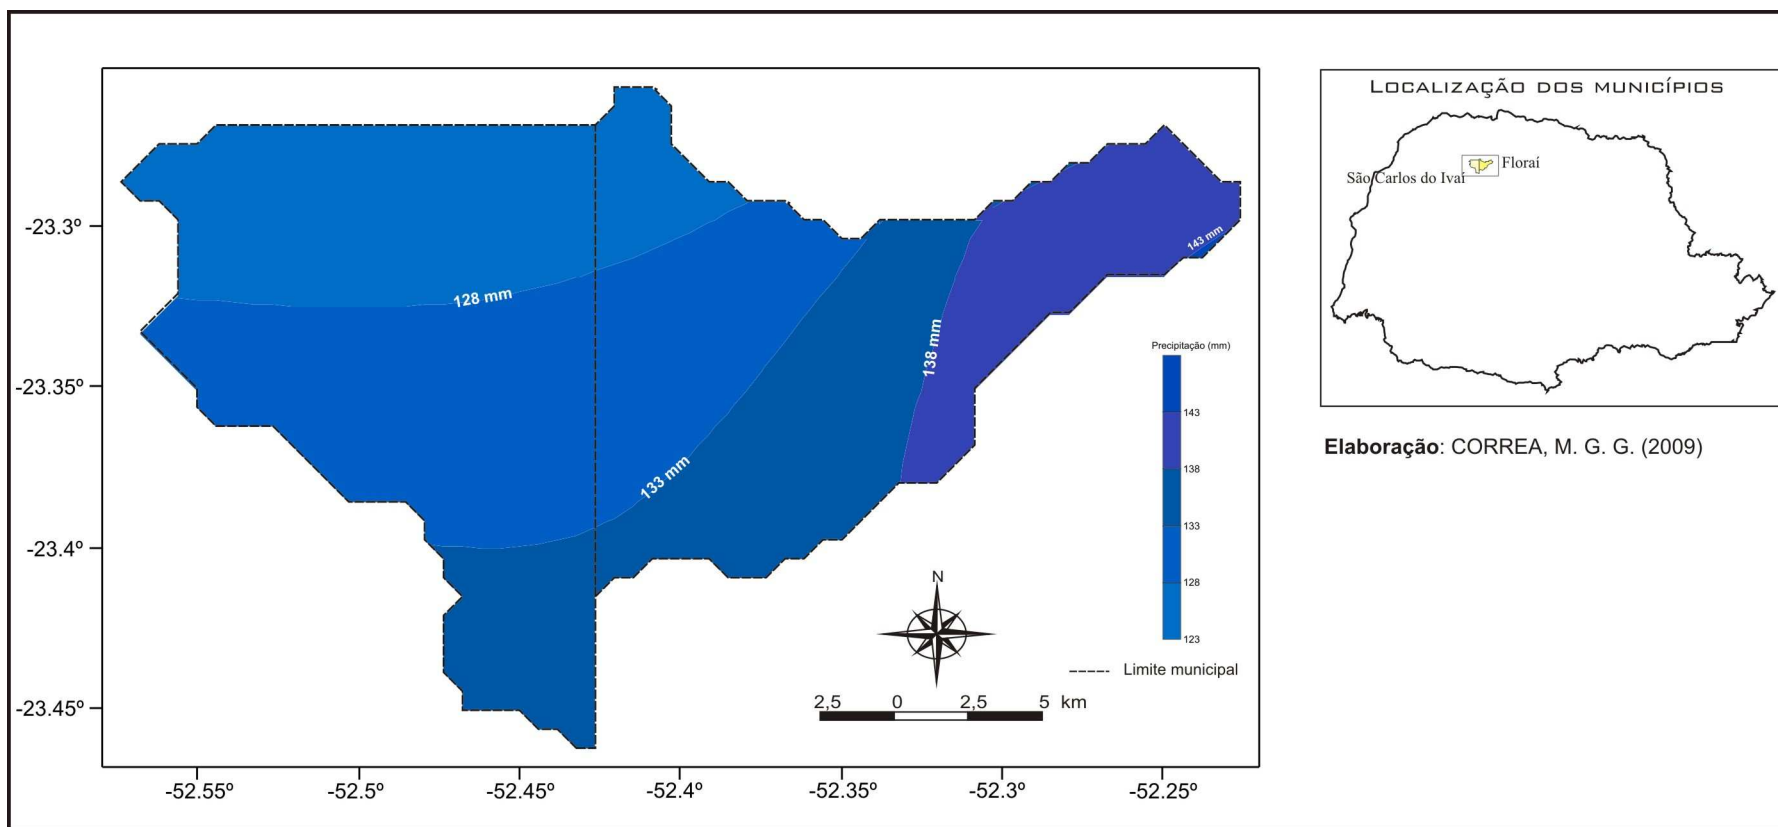 -23.3º
-23.35º
-23.4º
-23.45º
-52.55º
-52.5º
-52.45º
-52.4º
-52.35º
-52.3º
-52.25º
128 mm
133 mm
138 mm
143 mm
Precipitação (mm)
143
138
133
128
123
N
Limite municipal
2,5 0 2,5 5 km
LOCALIZAÇÃO DOS MUNICÍPIOS
Floraí
São Carlos do Ivaí
Elaboração: CORREA, M. G. G. (2009)